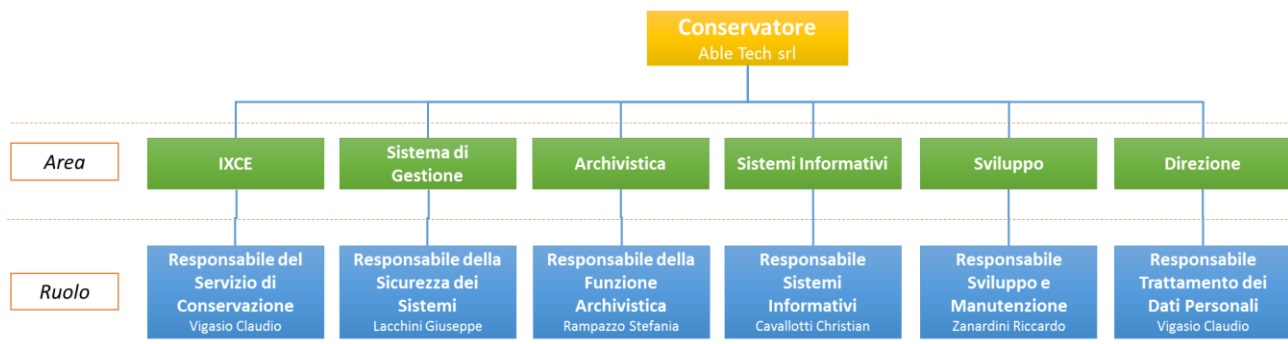 Conservatore
Able Tech srl
Area
IXCE
Sistema di
Gestione
Archivistica
Sistemi Informativi
Sviluppo
Direzione
Ruolo
Responsabile del
Servizio di
Conservazione
Vigasio Claudio
Responsabile della
Sicurezza dei
Sistemi
Lacchini Giuseppe
Responsabile della
Funzione
Archivistica
Rampazzo Stefania
Responsabile
Sistemi
Informativi
Cavallotti Christian
Responsabile
Sviluppo e
Manutenzione
Zanardini Riccardo
Responsabile
Trattamento dei
Dati Personali
Vigasio Claudio